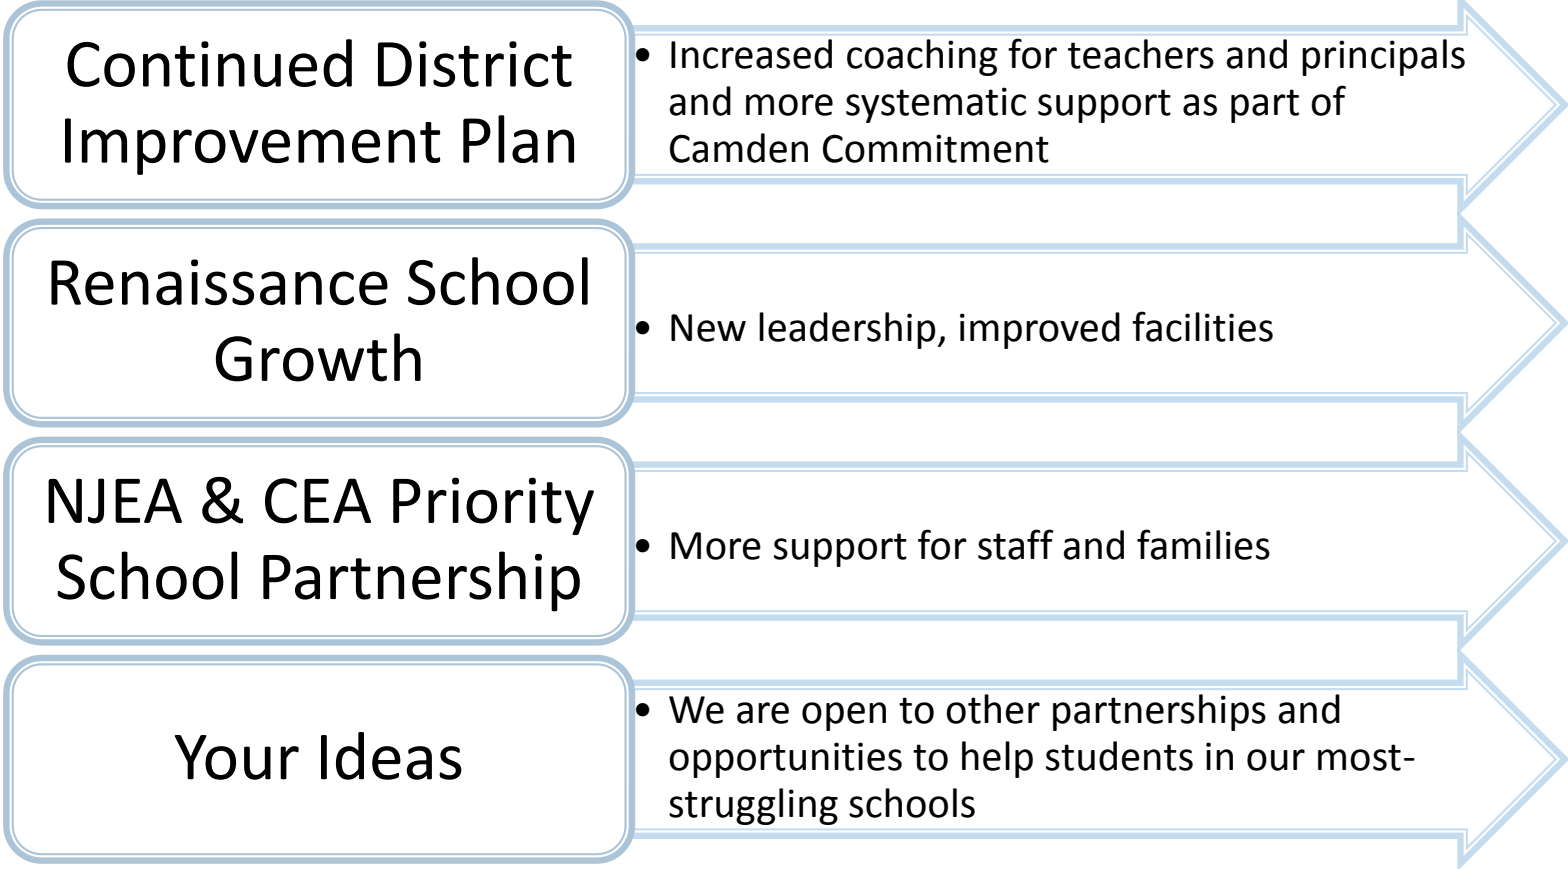 Continued District
Improvement Plan
• Increased coaching for teachers and principals
and more systematic support as part of
Camden Commitment
Renaissance School
Growth
• New leadership, improved facilities
NJEA & CEA Priority
School Partnership
• More support for staff and families
Your Ideas
• We are open to other partnerships and
opportunities to help students in our most-
struggling schools